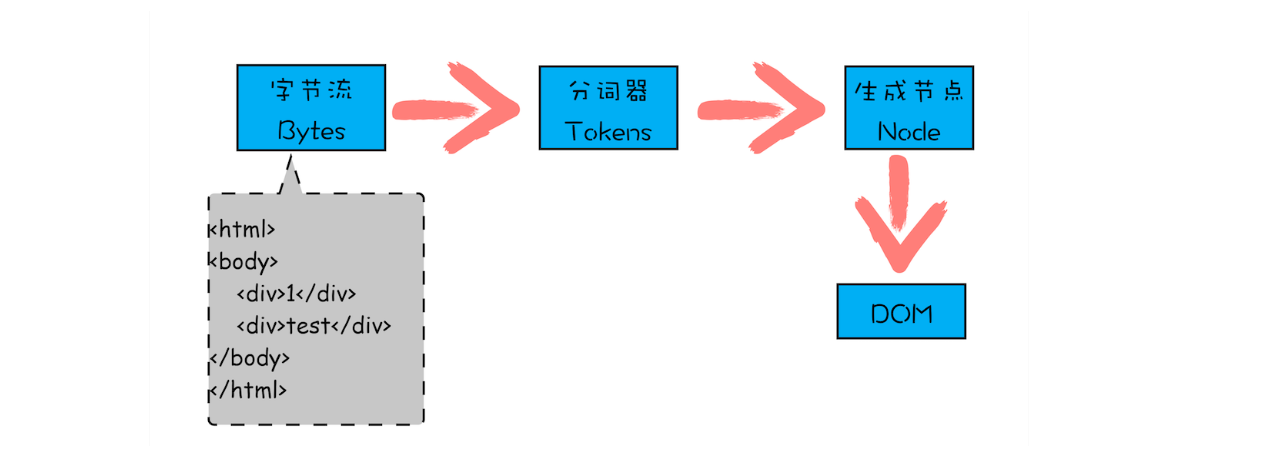 字节流
Bytes
分词器
Tokens
生成节点
Node
DOM
<html>
<body>
<div>1</div>
<div>test</div>
</body>
</html>